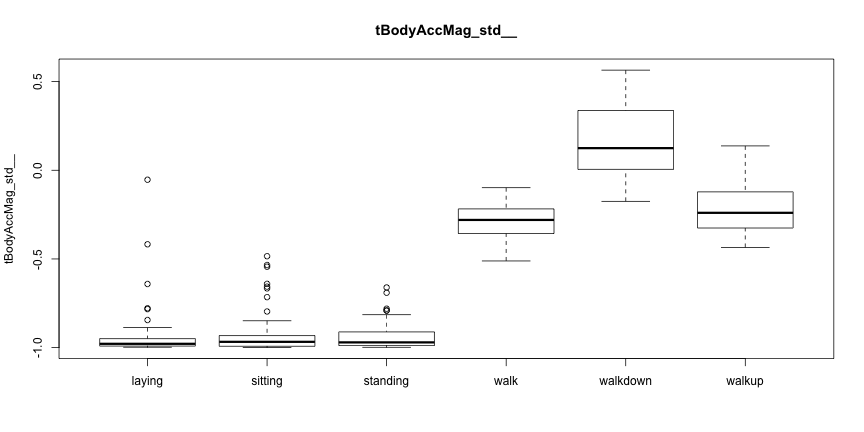 tBodyAccMag_std__
tBodyAccMag_std__
0.5
0.0
-0.5
-1.0
laying sitting standing walk walkdown walkup